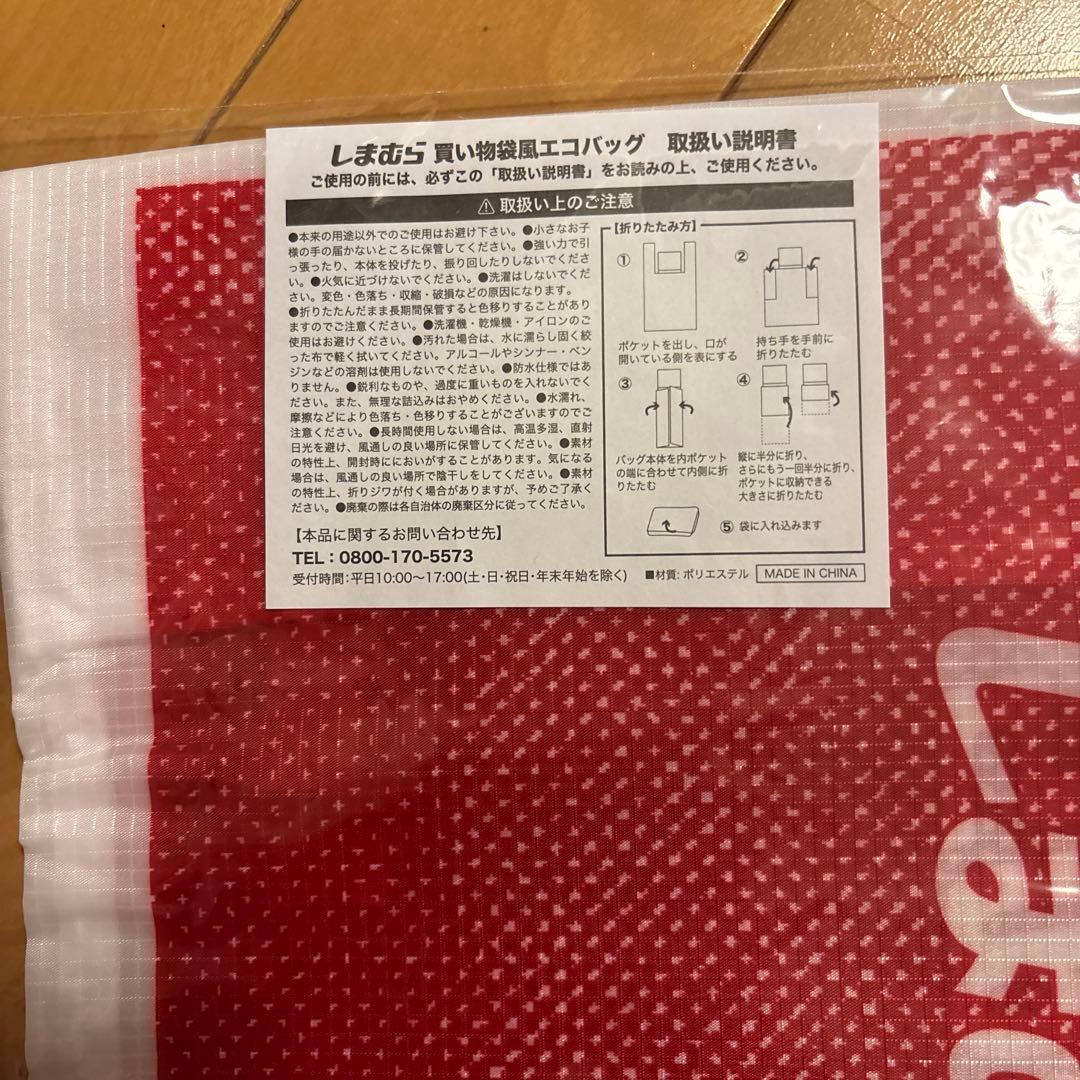 しまむら 買い物袋風エコバッグ 取扱い説明書
ご使用の前には、必ずこの「取扱い説明書」をお読みの上、ご使用ください。
⚠ 取扱い上のご注意
●本来の用途以外でのご使用はお避け下さい。●小さなお子
様の手の届かないところに保管してください。●強い力で引
っ張ったり、本体を投げたり、振り回したりしないでくださ
い。●火気に近づけないでください。●洗濯はしないでくだ
さい。変色・色落ち・収縮・破損などの原因になります。
●折りたたんだまま長期間保管すると色移りすることがあり
ますのでご注意ください。●洗濯機・乾燥機・アイロンのご
使用はお避けください。●汚れた場合は、水に濡らし固く絞
った布で軽く拭いてください。アルコールやシンナー・ベン
ジンなどの溶剤は使用しないでください。●防水仕様ではあ
りません。●鋭利なものや、過度に重いものを入れないでく
ださい。また、無理な詰込みはおやめください。●水濡れ、
摩擦などにより色落ち・色移りすることがございますのでご
注意ください。●長時間使用しない場合は、高温多湿、直射
日光を避け、風通しの良い場所に保管してください。●素材
の特性上、開封時ににおいがすることがあります。気になる
場合は、風通しの良い場所で陰干しをしてください。●素材
の特性上、折りジワが付く場合がありますが、予めご了承く
ださい。●廃棄の際は各自治体の廃棄区分に従ってください。
【本品に関するお問い合わせ先】
TEL：0800-170-5573
受付時間：平日10:00〜17:00(土・日・祝日・年末年始を除く)
【折りたたみ方】
①
ポケットを出し、口が
開いている側を表にする
②
持ち手を手前に
折りたたむ
③
バッグ本体を内ポケット
の端に合わせて内側に折
りたたむ
④
縦に半分に折り、
さらにもう一回半分に折り、
ポケットに収納できる
大きさに折りたたむ
⑤ 袋に入れ込みます
■材質：ポリエステル MADE IN CHINA